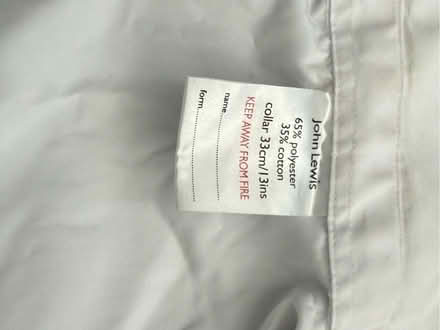 John Lewis
65% polyester
35% cotton
collar 33cm/13ins
KEEP AWAY FROM FIRE
name..............................
form..............................